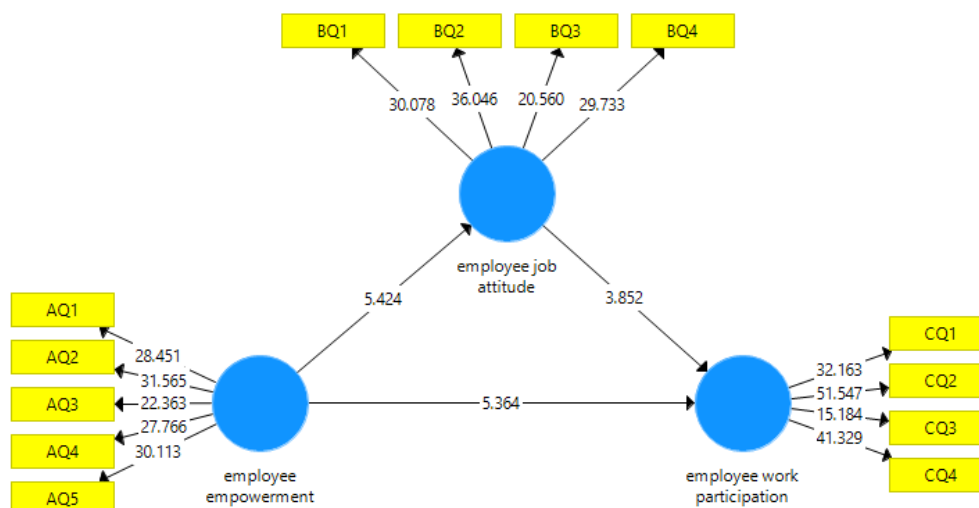 BQ1
BQ2
BQ3
BQ4
30.078
36.046
20.560
29.733
employee job
attitude
5.424
3.852
AQ1
AQ2
AQ3
AQ4
AQ5
28.451
31.565
22.363
27.766
30.113
employee
empowerment
5.364
employee work
participation
32.163
51.547
15.184
41.329
CQ1
CQ2
CQ3
CQ4